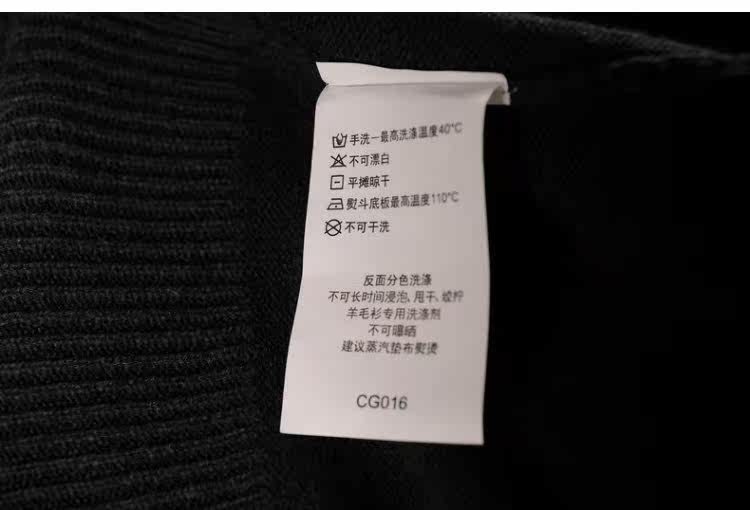 手洗一最高洗涤温度40°C
不可漂白
平摊晾干
熨斗底板最高温度110°C
不可干洗
反面分色洗涤
不可长时间浸泡、甩干、绞拧
羊毛衫专用洗涤剂
不可曝晒
建议蒸汽垫布熨烫
CG016